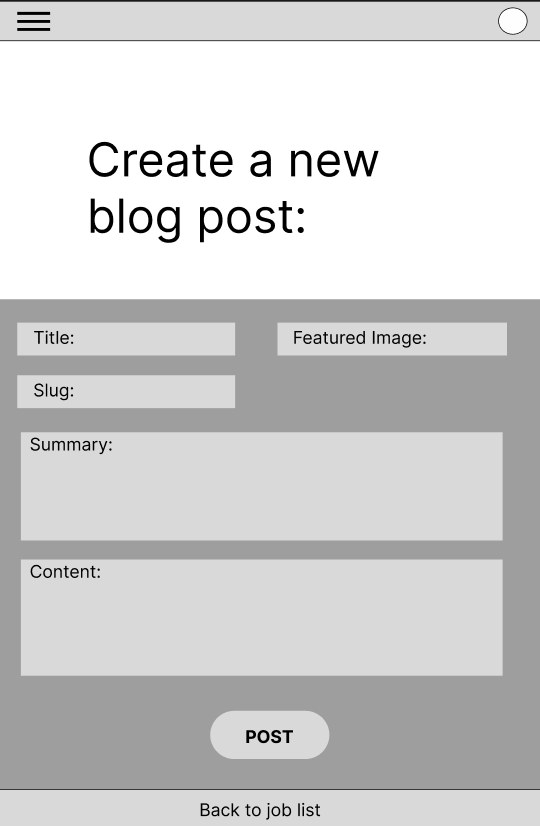 Create a new
blog post:
Title:
Featured Image:
Slug:
Summary:
Content:
POST
Back to job list